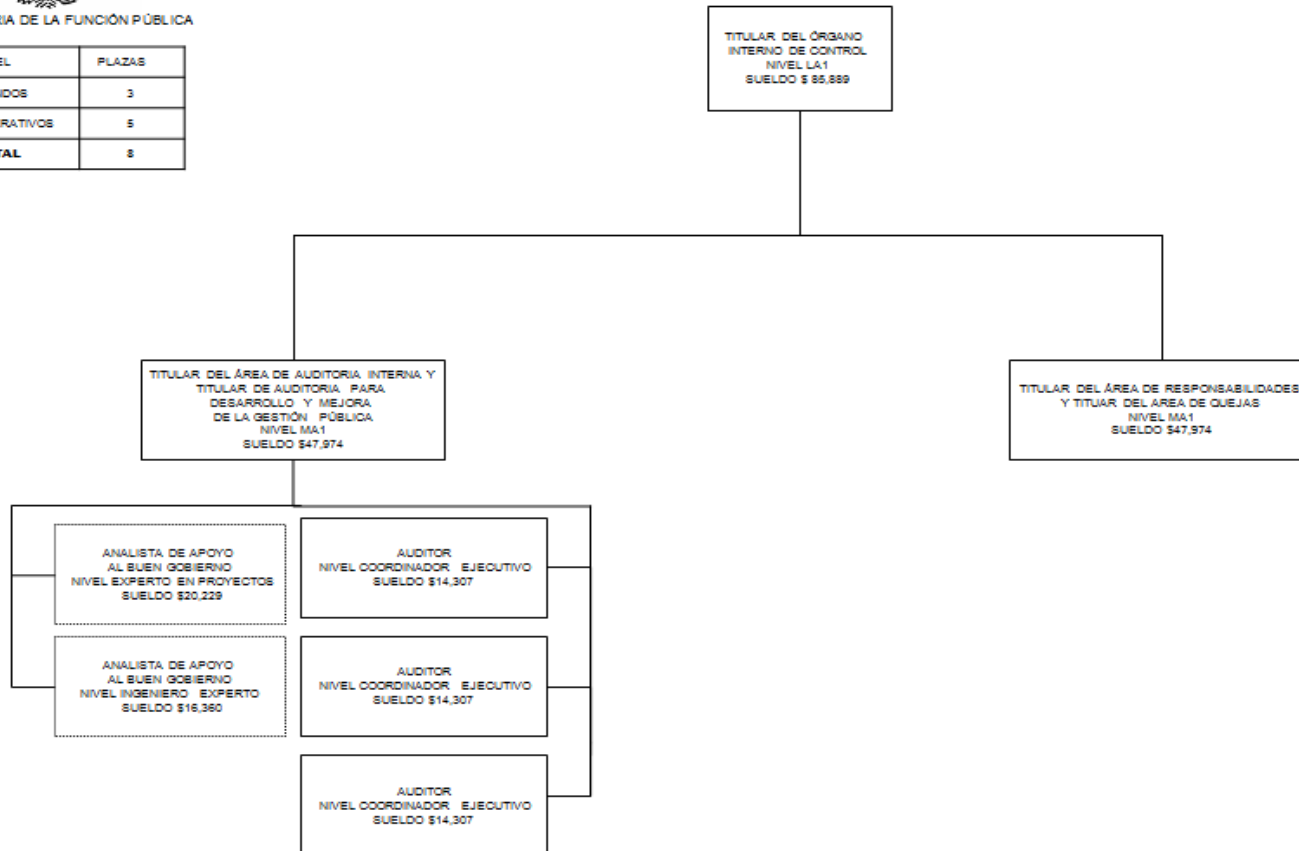 IA DE LA FUNCIÓN PÚBLICA
EL PLAZAS
NDOS 3
RATIVOS 5
TAL 8
TITULAR DEL ÓRGANO
INTERNO DE CONTROL
NIVEL LA1
SUELDO $ 85,889
TITULAR DEL ÁREA DE AUDITORIA INTERNA Y
TITULAR DE AUDITORIA PARA
DESARROLLO Y MEJORA
DE LA GESTIÓN PÚBLICA
NIVEL MA1
SUELDO $47,974
TITULAR DEL ÁREA DE RESPONSABILIDADES
Y TITUAR DEL AREA DE QUEJAS
NIVEL MA1
SUELDO $47,974
ANALISTA DE APOYO
AL BUEN GOBIERNO
NIVEL EXPERTO EN PROYECTOS
SUELDO $20,229
AUDITOR
NIVEL COORDINADOR EJECUTIVO
SUELDO $14,307
ANALISTA DE APOYO
AL BUEN GOBIERNO
NIVEL INGENIERO EXPERTO
SUELDO $16,360
AUDITOR
NIVEL COORDINADOR EJECUTIVO
SUELDO $14,307
AUDITOR
NIVEL COORDINADOR EJECUTIVO
SUELDO $14,307